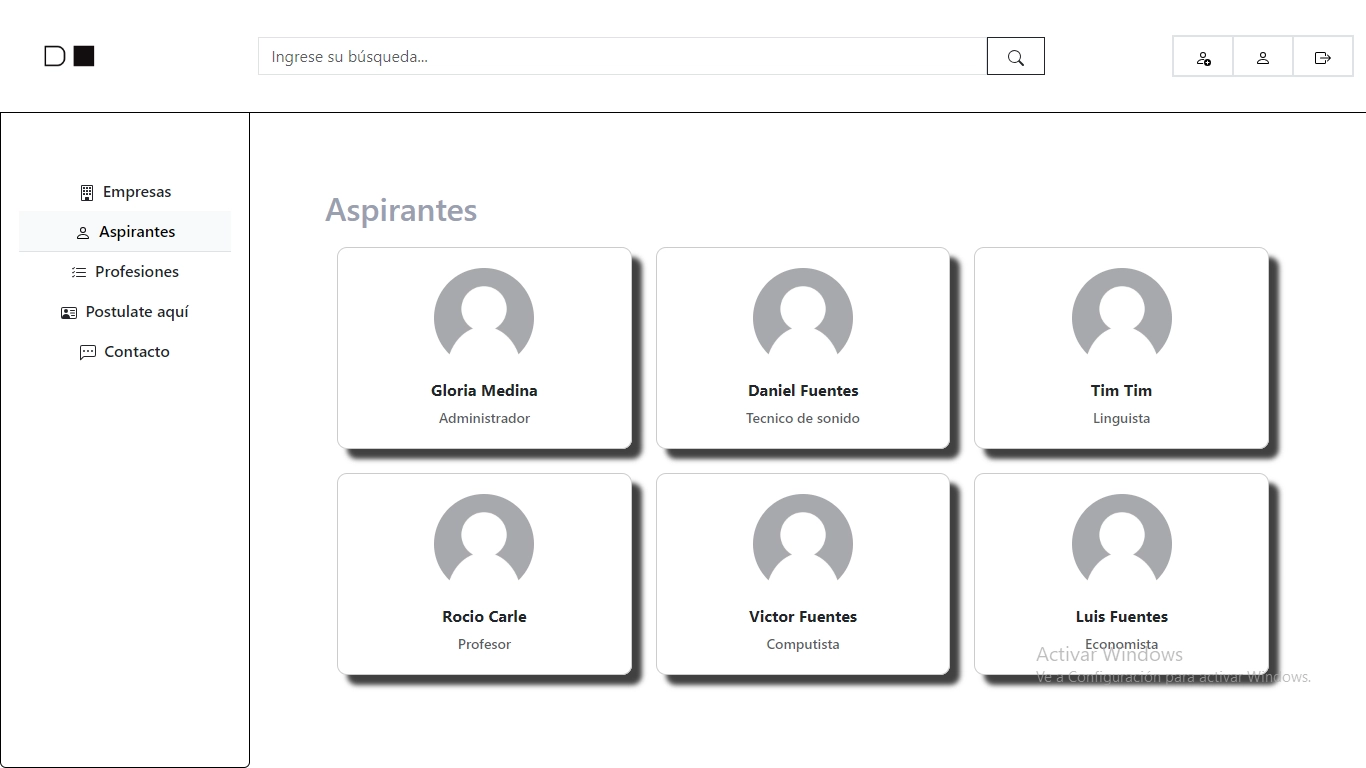 D
Ingrese su búsqueda...
Empresas
Aspirantes
Profesiones
Postulate aquí
Contacto
Aspirantes
Gloria Medina
Administrador
Daniel Fuentes
Tecnico de sonido
Tim Tim
Linguista
Rocio Carle
Profesor
Victor Fuentes
Computista
Luis Fuentes
Economista
Activar Windows
Ve a Configuración para activar Windows.